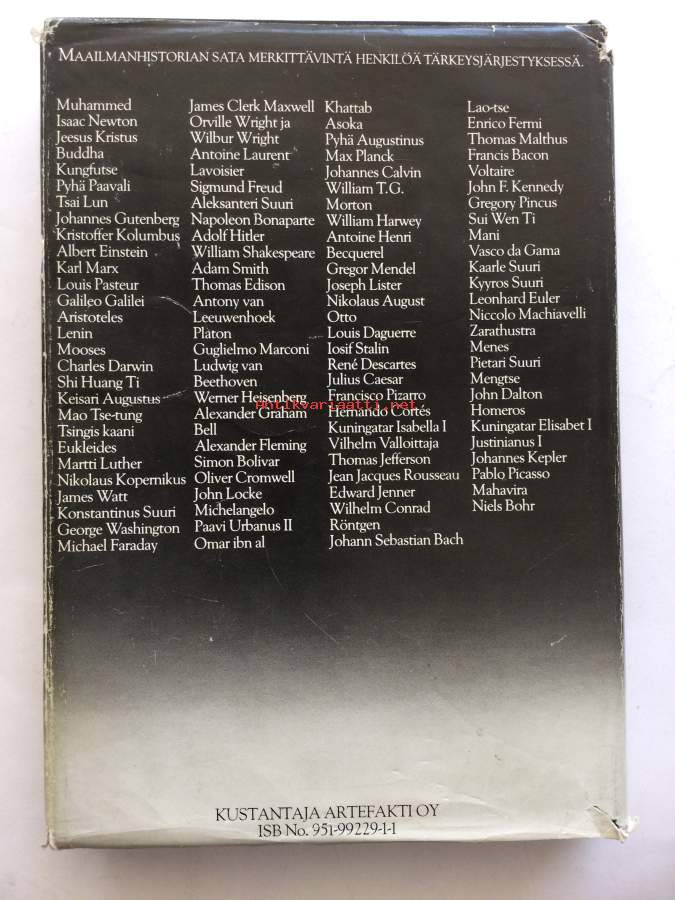 MAAILMANHISTORIAN SATA MERKITTÄVINTÄ HENKILÖÄ TÄRKEYSJÄRJESTYKSESSÄ.
Muhammed
Isaac Newton
Jeesus Kristus
Buddha
Kungfutse
Pyhä Paavali
Tsai Lun
Johannes Gutenberg
Kristoffer Kolumbus
Albert Einstein
Karl Marx
Louis Pasteur
Galileo Galilei
Aristoteles
Lenin
Mooses
Charles Darwin
Shi Huang Ti
Keisari Augustus
Mao Tse-tung
Tsingis kaani
Eukleides
Martti Luther
Nikolaus Kopernikus
James Watt
Konstantinus Suuri
George Washington
Michael Faraday
James Clerk Maxwell
Orville Wright ja
Wilbur Wright
Antoine Laurent
Lavoisier
Sigmund Freud
Aleksanteri Suuri
Napoleon Bonaparte
Adolf Hitler
William Shakespeare
Adam Smith
Thomas Edison
Antony van
Leeuwenhoek
Platon
Guglielmo Marconi
Ludwig van
Beethoven
Werner Heisenberg
Alexander Graham
Bell
Alexander Fleming
Simon Bolivar
Oliver Cromwell
John Locke
Michelangelo
Paavi Urbanus II
Omar ibn al
Khattab
Asoka
Pyhä Augustinus
Max Planck
Johannes Calvin
William T.G.
Morton
William Harwey
Antoine Henri
Becquerel
Gregor Mendel
Joseph Lister
Nikolaus August
Otto
Louis Daguerre
Iosif Stalin
René Descartes
Julius Caesar
Francisco Pizarro
Hernando Cortés
Kuningatar Isabella I
Vilhelm Valloittaja
Thomas Jefferson
Jean Jacques Rousseau
Edward Jenner
Wilhelm Conrad
Röntgen
Johann Sebastian Bach
Lao-tse
Enrico Fermi
Thomas Malthus
Francis Bacon
Voltaire
John F. Kennedy
Gregory Pincus
Sui Wen Ti
Mani
Vasco da Gama
Kaarle Suuri
Kyyros Suuri
Leonhard Euler
Niccolo Machiavelli
Zarathustra
Menes
Pietari Suuri
Mengtse
John Dalton
Homeros
Kuningatar Elisabet I
Justinianus I
Johannes Kepler
Pablo Picasso
Mahavira
Niels Bohr
Antikvariaatti.net
KUSTANTAJA ARTEFAKTI OY
ISB No. 951-99229-1-1